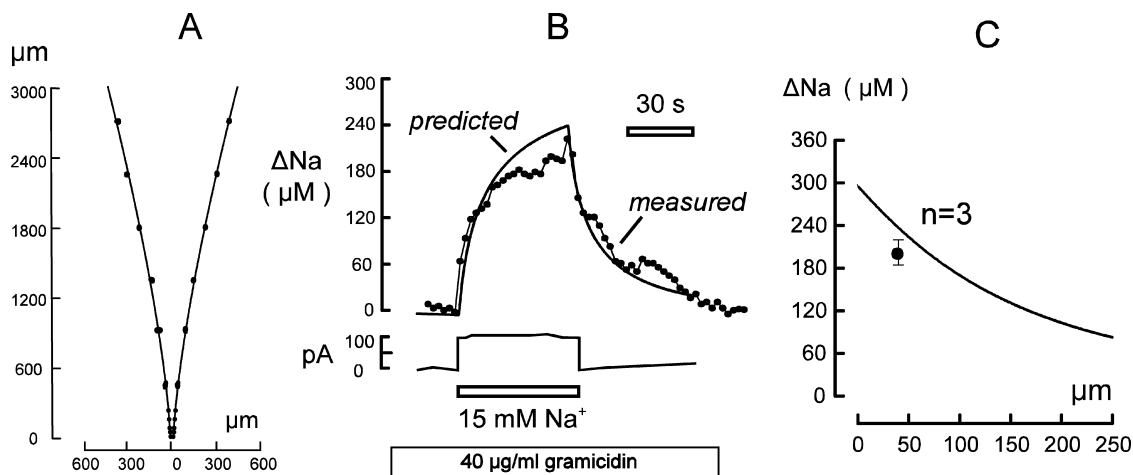 A
µm
3000
2400
1800
1200
600
0
µm
600
300
0
300
600
B
300
240
180
120
60
0
ΔNa
( µM )
predicted
30 s
measured
100
0
pA
15 mM Na⁺
40 µg/ml gramicidin
C
ΔNa ( µM )
360
300
240
180
120
60
0
n=3
µm
0
50
100
150
200
250